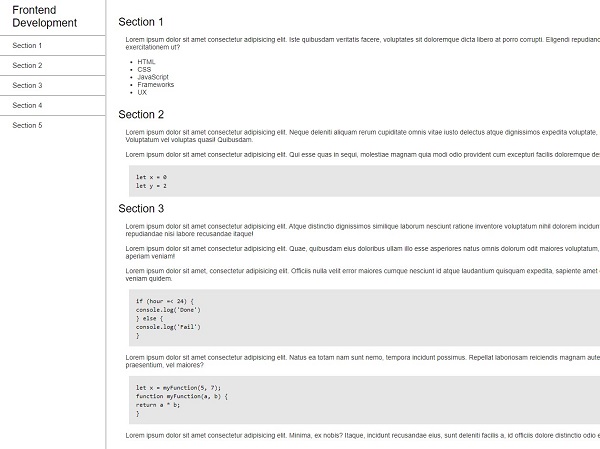 Frontend
Development
Section 1
Section 2
Section 3
Section 4
Section 5
Section 1
Lorem ipsum dolor sit amet consectetur adipisicing elit. Iste quibusdam veritatis facere, voluptates sit doloremque dicta libero at porro corrupti. Eligendi repudiand
exercitationem ut?
HTML
CSS
JavaScript
Frameworks
UX
Section 2
Lorem ipsum dolor sit amet consectetur adipisicing elit. Neque deleniti aliquam rerum cupiditate omnis vitae iusto delectus atque dignissimos expedita voluptate,
Voluptatum vel voluptas quasi! Quibusdam.
Lorem ipsum dolor sit amet consectetur adipisicing elit. Qui esse quas in sequi, molestiae magnam quia modi odio provident cum excepturi facilis doloremque de
let x = 0
let y = 2
Section 3
Lorem ipsum dolor sit amet consectetur adipisicing elit. Atque distinctio dignissimos similique laborum nesciunt ratione inventore voluptatum nihil dolorem incidun
repudiandae nisi labore recusandae itaque!
Lorem ipsum dolor sit amet consectetur adipisicing elit. Quae, quibusdam eius doloribus ullam illo esse asperiores natus omnis dolorum odit maiores voluptatum,
aperiam veniam!
Lorem ipsum dolor sit amet, consectetur adipisicing elit. Officiis nulla velit error maiores cumque nesciunt id atque laudantium quisquam expedita, sapiente amet
veniam quidem.
if (hour =< 24) {
console.log('Done')
} else {
console.log('Fail')
}
Lorem ipsum dolor sit amet consectetur adipisicing elit. Natus ea totam nam sunt nemo, tempora incidunt possimus. Repellat laboriosam reiciendis magnam aute
praesentium, vel maiores?
let x = myFunction(5, 7);
function myFunction(a, b) {
return a * b;
}
Lorem ipsum dolor sit amet consectetur adipisicing elit. Minima, ex nobis? Itaque, incidunt recusandae eius, sunt deleniti facilis a, id officiis dolore distinctio odio